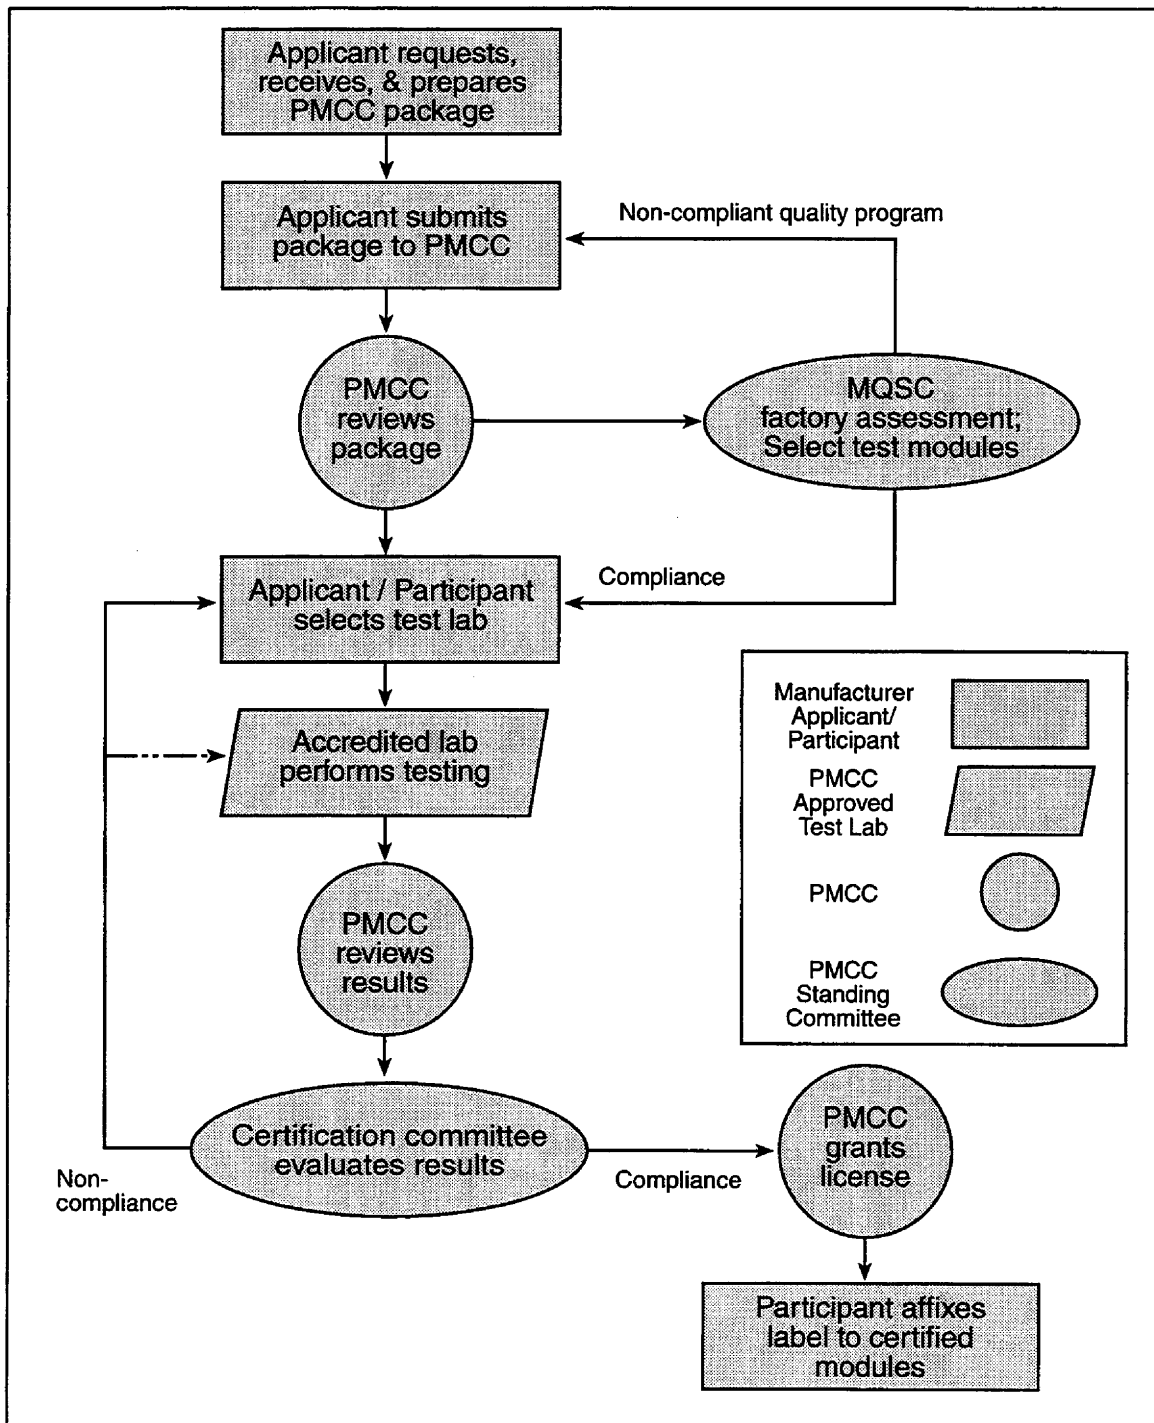 Applicant requests,
receives, & prepares
PMCC package
Applicant submits
package to PMCC
Non-compliant quality program
PMCC
reviews
package
MQSC
factory assessment;
Select test modules
Applicant / Participant
selects test lab
Compliance
Accredited lab
performs testing
Manufacturer
Applicant/
Participant
PMCC
Approved
Test Lab
PMCC
PMCC
Standing
Committee
PMCC
reviews
results
Certification committee
evaluates results
Non-
compliance
Compliance
PMCC
grants
license
Participant affixes
label to certified
modules